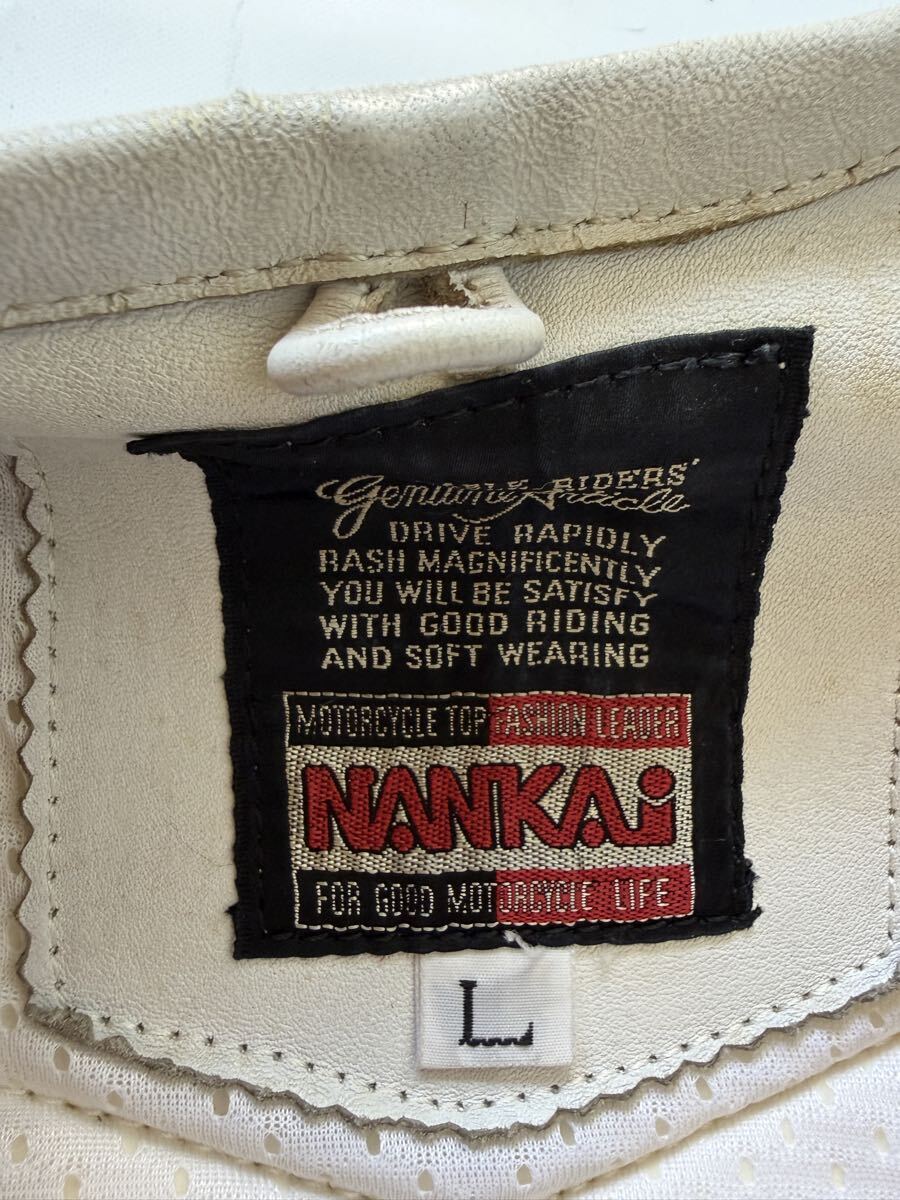 RIDERS'
Genuine Article
DRIVE RAPIDLY
RASH MAGNIFICENTLY
YOU WILL BE SATISFY
WITH GOOD RIDING
AND SOFT WEARING
MOTORCYCLE TOP FASHION LEADER
NANKAi
FOR GOOD MOTORCYCLE LIFE
L